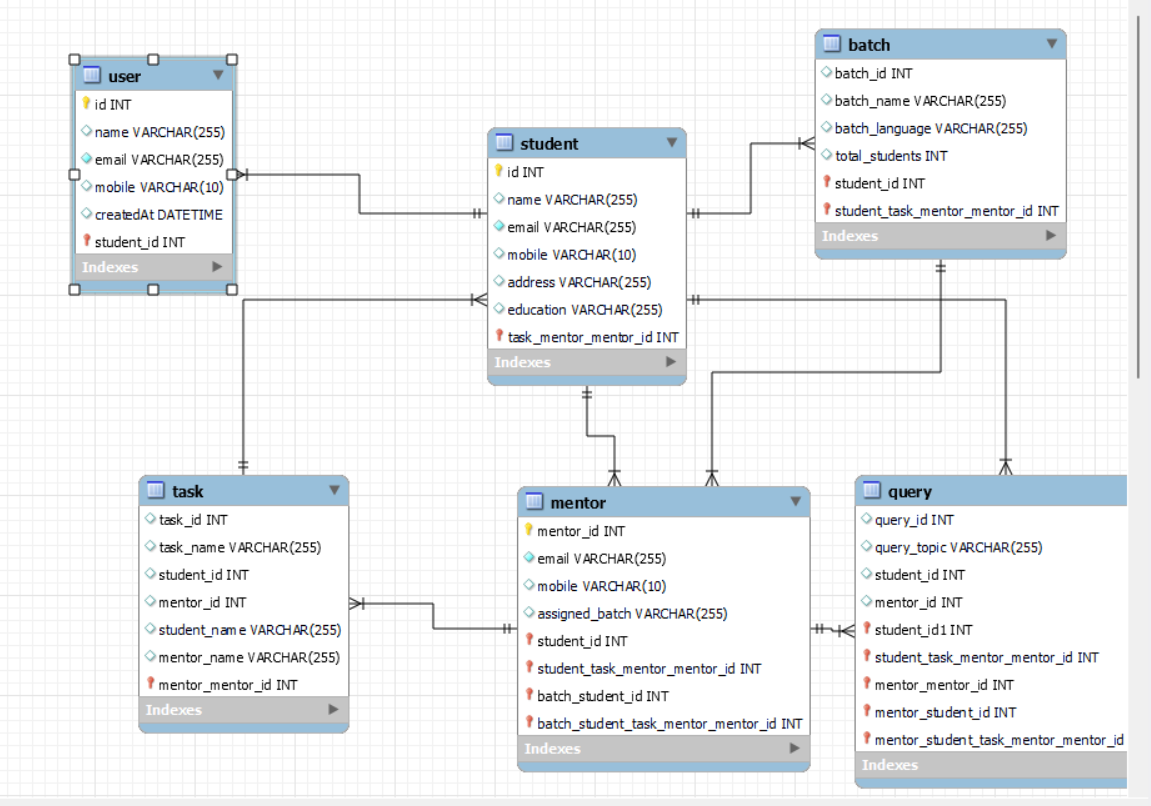 user
id INT
name VARCHAR(255)
email VARCHAR(255)
mobile VARCHAR(10)
createdAt DATETIME
student_id INT
Indexes
student
id INT
name VARCHAR(255)
email VARCHAR(255)
mobile VARCHAR(10)
address VARCHAR(255)
education VARCHAR(255)
task_mentor_mentor_id INT
Indexes
batch
batch_id INT
batch_name VARCHAR(255)
batch_language VARCHAR(255)
total_students INT
student_id INT
student_task_mentor_mentor_id INT
Indexes
task
task_id INT
task_name VARCHAR(255)
student_id INT
mentor_id INT
student_name VARCHAR(255)
mentor_name VARCHAR(255)
mentor_mentor_id INT
Indexes
mentor
mentor_id INT
email VARCHAR(255)
mobile VARCHAR(10)
assigned_batch VARCHAR(255)
student_id INT
student_task_mentor_mentor_id INT
batch_student_id INT
batch_student_task_mentor_mentor_id INT
Indexes
query
query_id INT
query_topic VARCHAR(255)
student_id INT
mentor_id INT
student_id1 INT
student_task_mentor_mentor_id INT
mentor_mentor_id INT
mentor_student_id INT
mentor_student_task_mentor_mentor_id
Indexes